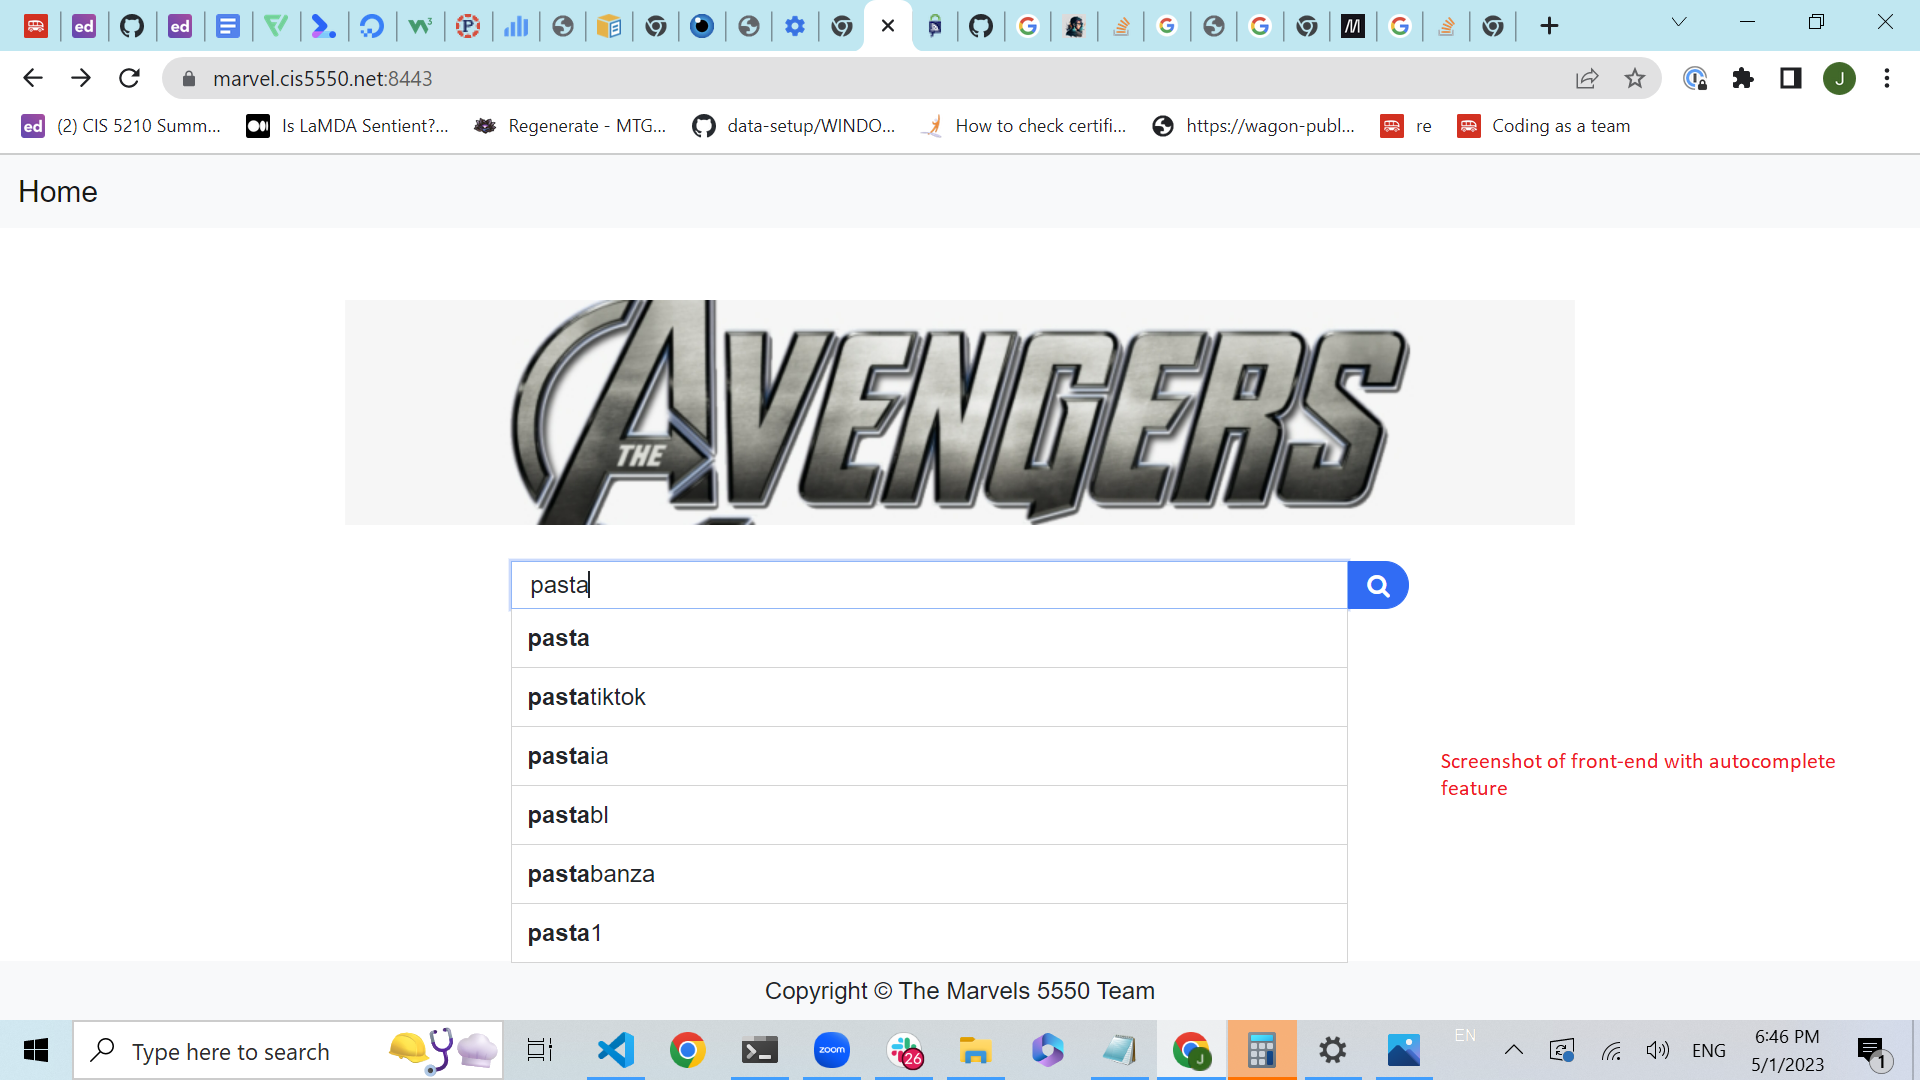 marvel.cis5550.net:8443
ed (2) CIS 5210 Summ... Is LaMDA Sentient?... Regenerate - MTG... data-setup/WINDO... How to check certifi... https://wagon-publ... re Coding as a team
Home
THE AVENGERS
pasta
pasta
pastatiktok
pastaia
pastabl
pastabanza
pasta1
Screenshot of front-end with autocomplete
feature
Copyright © The Marvels 5550 Team
Type here to search
zoom
26
J
EN
ENG
6:46 PM
5/1/2023
1